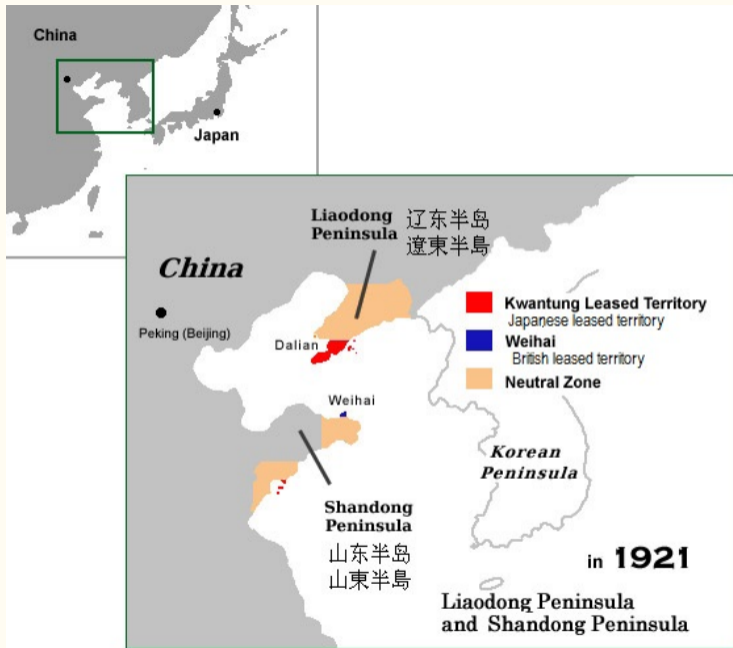 China
Japan
Liaodong
Peninsula
辽东半岛
遼東半島
China
Peking (Beijing)
Dalian
Kwantung Leased Territory
Japanese leased territory
Weihai
British leased territory
Neutral Zone
Weihai
Korean
Peninsula
Shandong
Peninsula
山东半岛
山東半島
in 1921
Liaodong Peninsula
and Shandong Peninsula